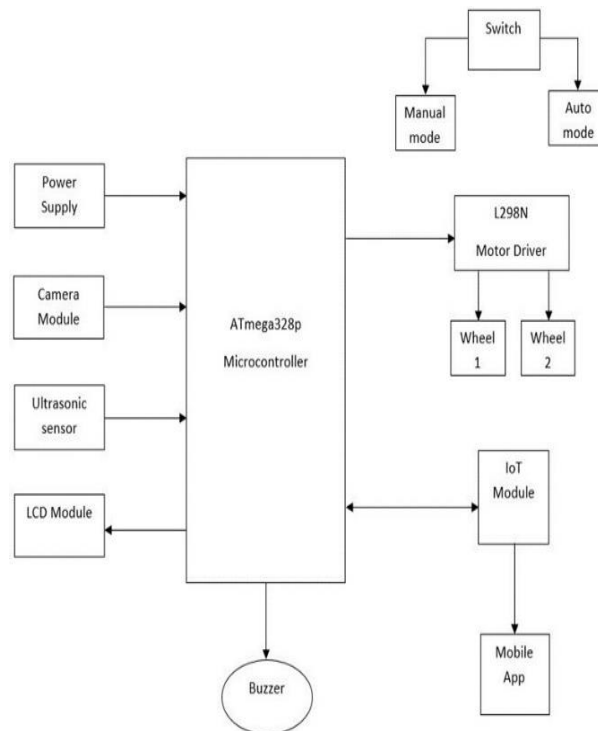 Switch
Manual
mode
Auto
mode
Power
Supply
L298N
Motor Driver
Camera
Module
ATmega328p
Microcontroller
Wheel
1
Wheel
2
Ultrasonic
sensor
IoT
Module
LCD Module
Mobile
App
Buzzer